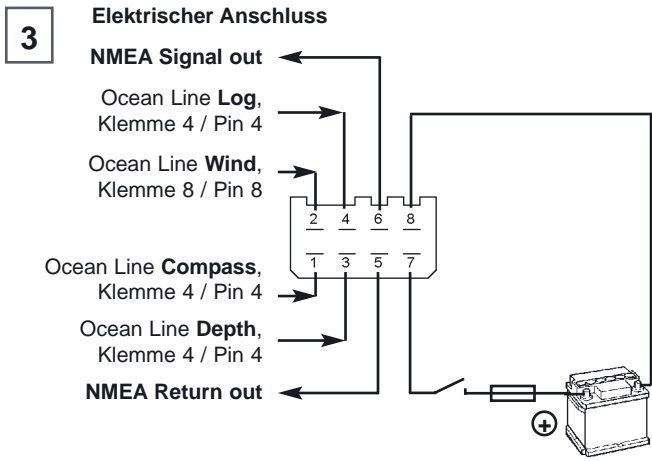 3
Elektrischer Anschluss
NMEA Signal out
Ocean Line Log,
Klemme 4 / Pin 4
Ocean Line Wind,
Klemme 8 / Pin 8
2 4 6 8
1 3 5 7
Ocean Line Compass,
Klemme 4 / Pin 4
Ocean Line Depth,
Klemme 4 / Pin 4
NMEA Return out
+